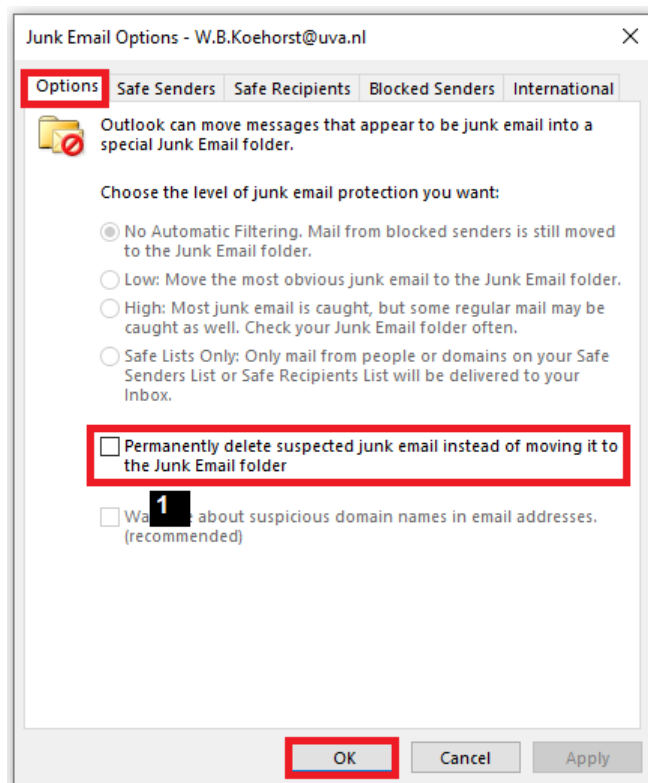 Junk Email Options - W.B.Koehorst@uva.nl
Options Safe Senders Safe Recipients Blocked Senders International
Outlook can move messages that appear to be junk email into a
special Junk Email folder.
Choose the level of junk email protection you want:
No Automatic Filtering. Mail from blocked senders is still moved
to the Junk Email folder.
Low: Move the most obvious junk email to the Junk Email folder.
High: Most junk email is caught, but some regular mail may be
caught as well. Check your Junk Email folder often.
Safe Lists Only: Only mail from people or domains on your Safe
Senders List or Safe Recipients List will be delivered to your
Inbox.
Permanently delete suspected junk email instead of moving it to
the Junk Email folder
1
about suspicious domain names in email addresses.
(recommended)
OK Cancel Apply